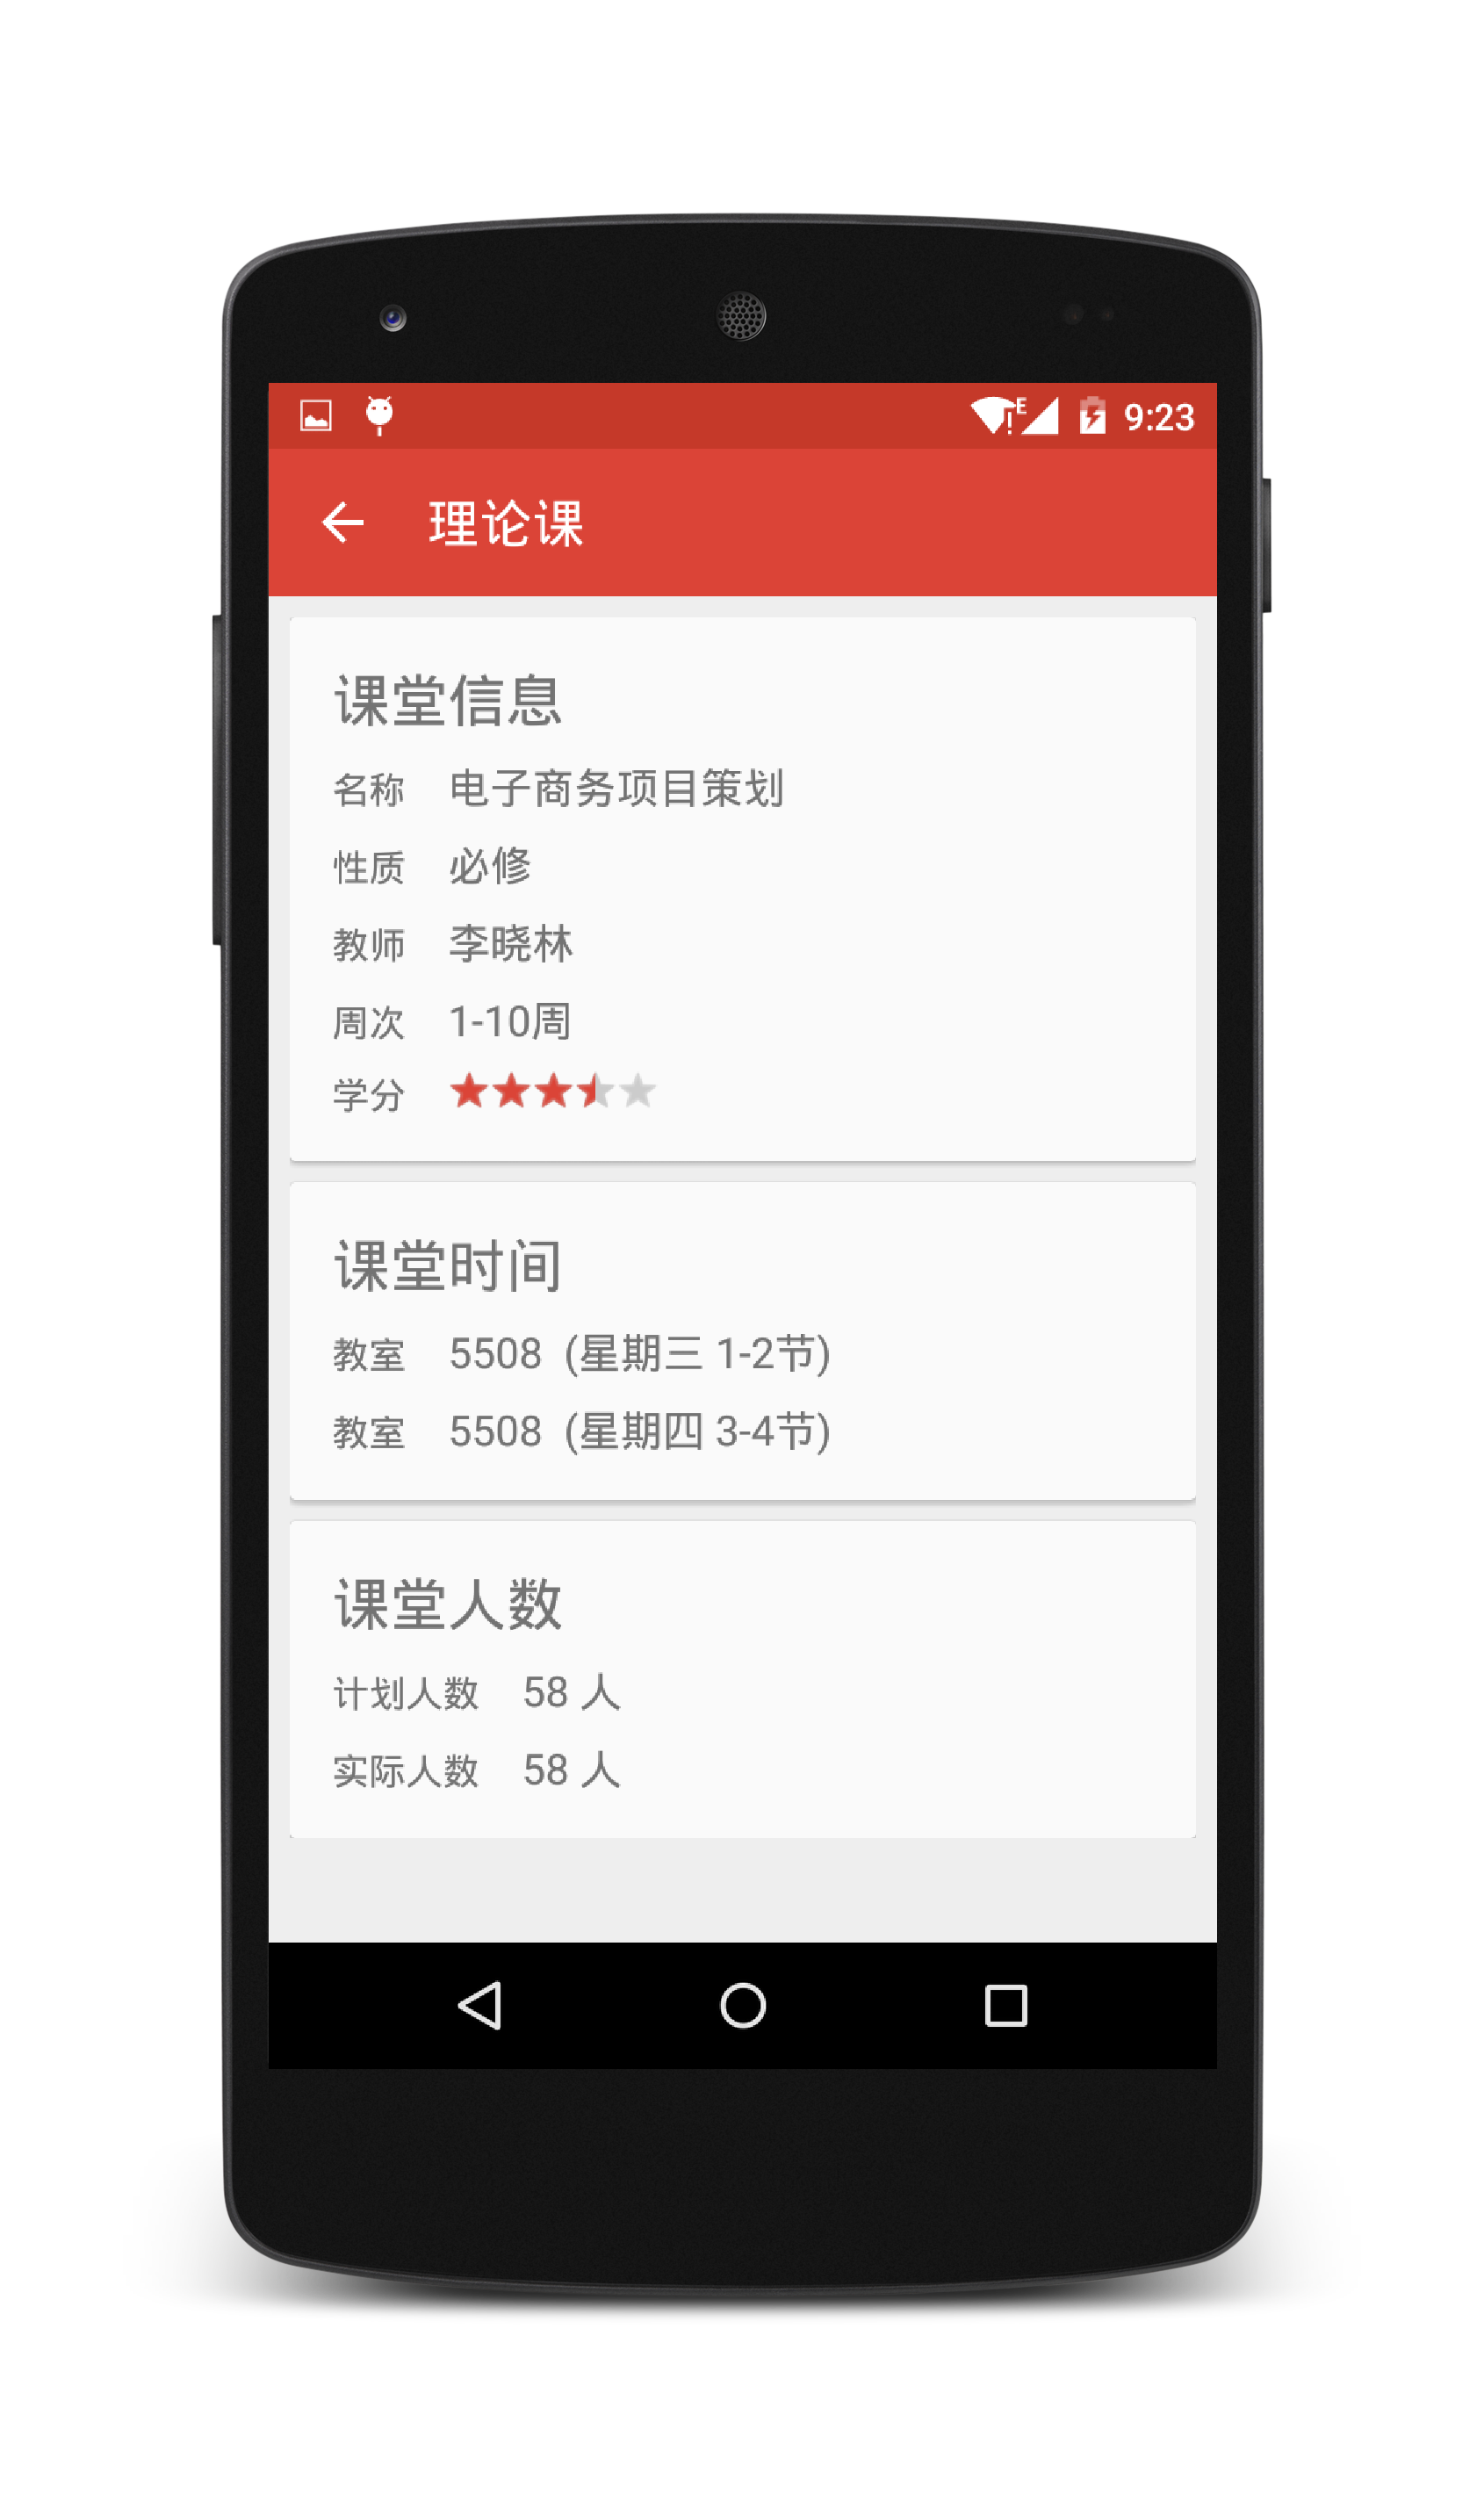 9:23
理论课
课堂信息
名称 电子商务项目策划
性质 必修
教师 李晓林
周次 1-10周
学分
课堂时间
教室 5508 (星期三 1-2节)
教室 5508 (星期四 3-4节)
课堂人数
计划人数 58 人
实际人数 58 人